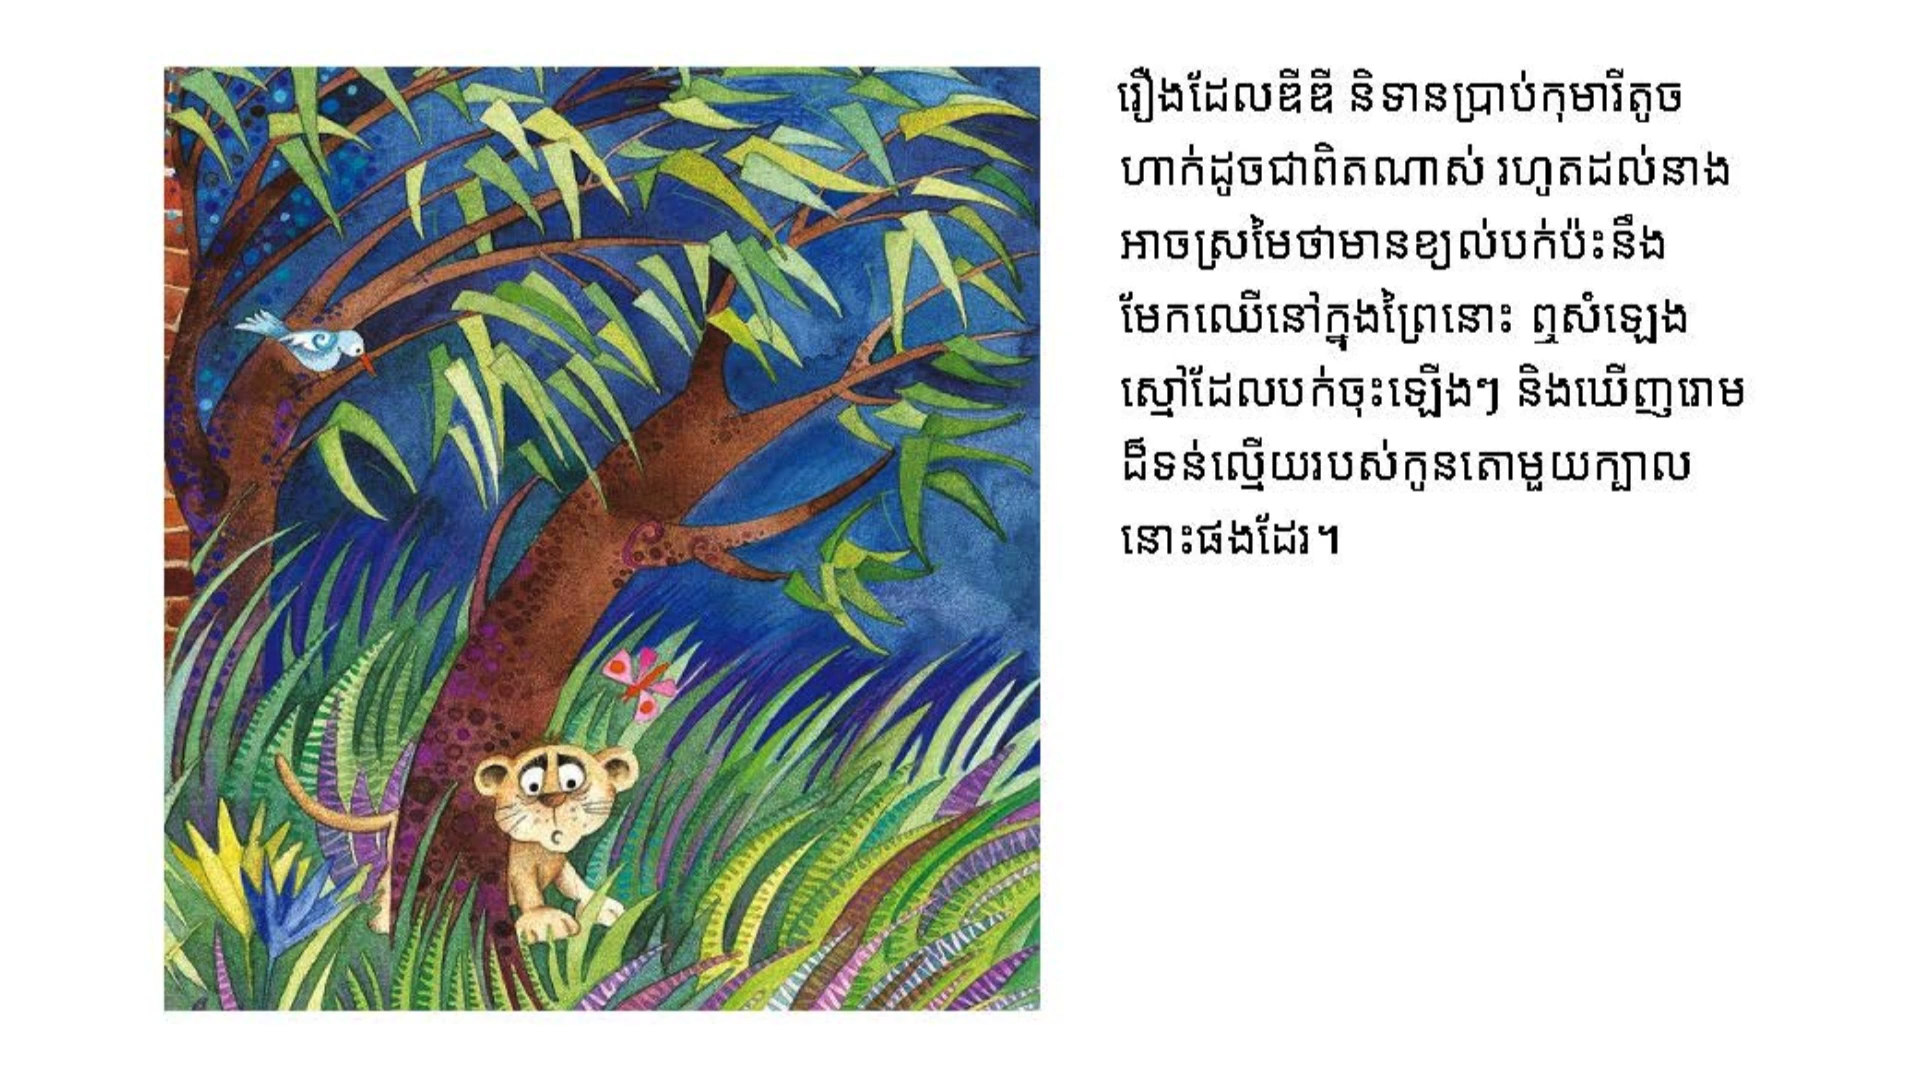 រឿងដែលឌីឌី និទានប្រាប់កុមារីតូច
ហាក់ដូចជាពិតណាស់ រហូតដល់នាង
អាចស្រមៃថាមានខ្យល់បក់ប៉ះនឹង
មែកឈើនៅក្នុងព្រៃនោះ ឮសំឡេង
ស្មៅដែលបក់ចុះឡើងៗ និងឃើញរោម
ដ៏ទន់ល្មើយរបស់កូនតោមួយក្បាល
នោះផងដែរ។